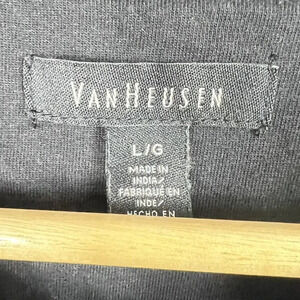 VANHEUSEN
L/G
MADE IN
INDIA/
FABRIQUÉ EN
INDE/
HECHO EN